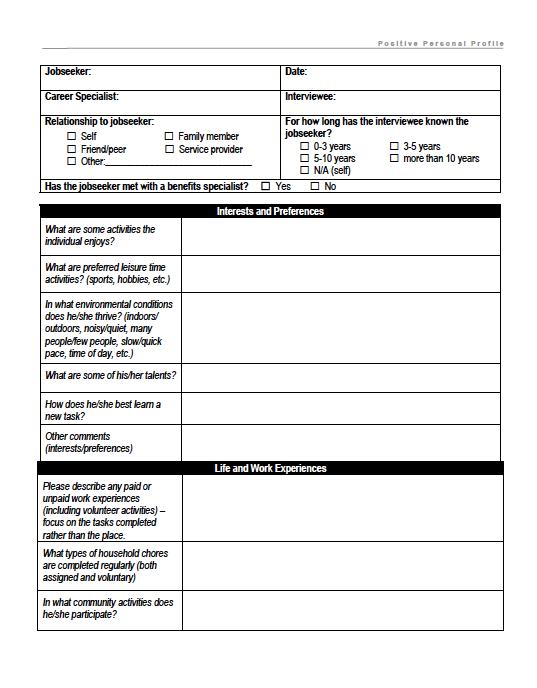 Positive Personal Profile
Jobseeker:
Date:
Career Specialist:
Interviewee:
Relationship to jobseeker:
☐ Self ☐ Family member
☐ Friend/peer ☐ Service provider
☐ Other:
For how long has the interviewee known the
jobseeker?
☐ 0-3 years ☐ 3-5 years
☐ 5-10 years ☐ more than 10 years
☐ N/A (self)
Has the jobseeker met with a benefits specialist? ☐ Yes ☐ No
Interests and Preferences
What are some activities the
individual enjoys?
What are preferred leisure time
activities? (sports, hobbies, etc.)
In what environmental conditions
does he/she thrive? (indoors/
outdoors, noisy/quiet, many
people/few people, slow/quick
pace, time of day, etc.)
What are some of his/her talents?
How does he/she best learn a
new task?
Other comments
(interests/preferences)
Life and Work Experiences
Please describe any paid or
unpaid work experiences
(including volunteer activities) –
focus on the tasks completed
rather than the place.
What types of household chores
are completed regularly (both
assigned and voluntary)
In what community activities does
he/she participate?